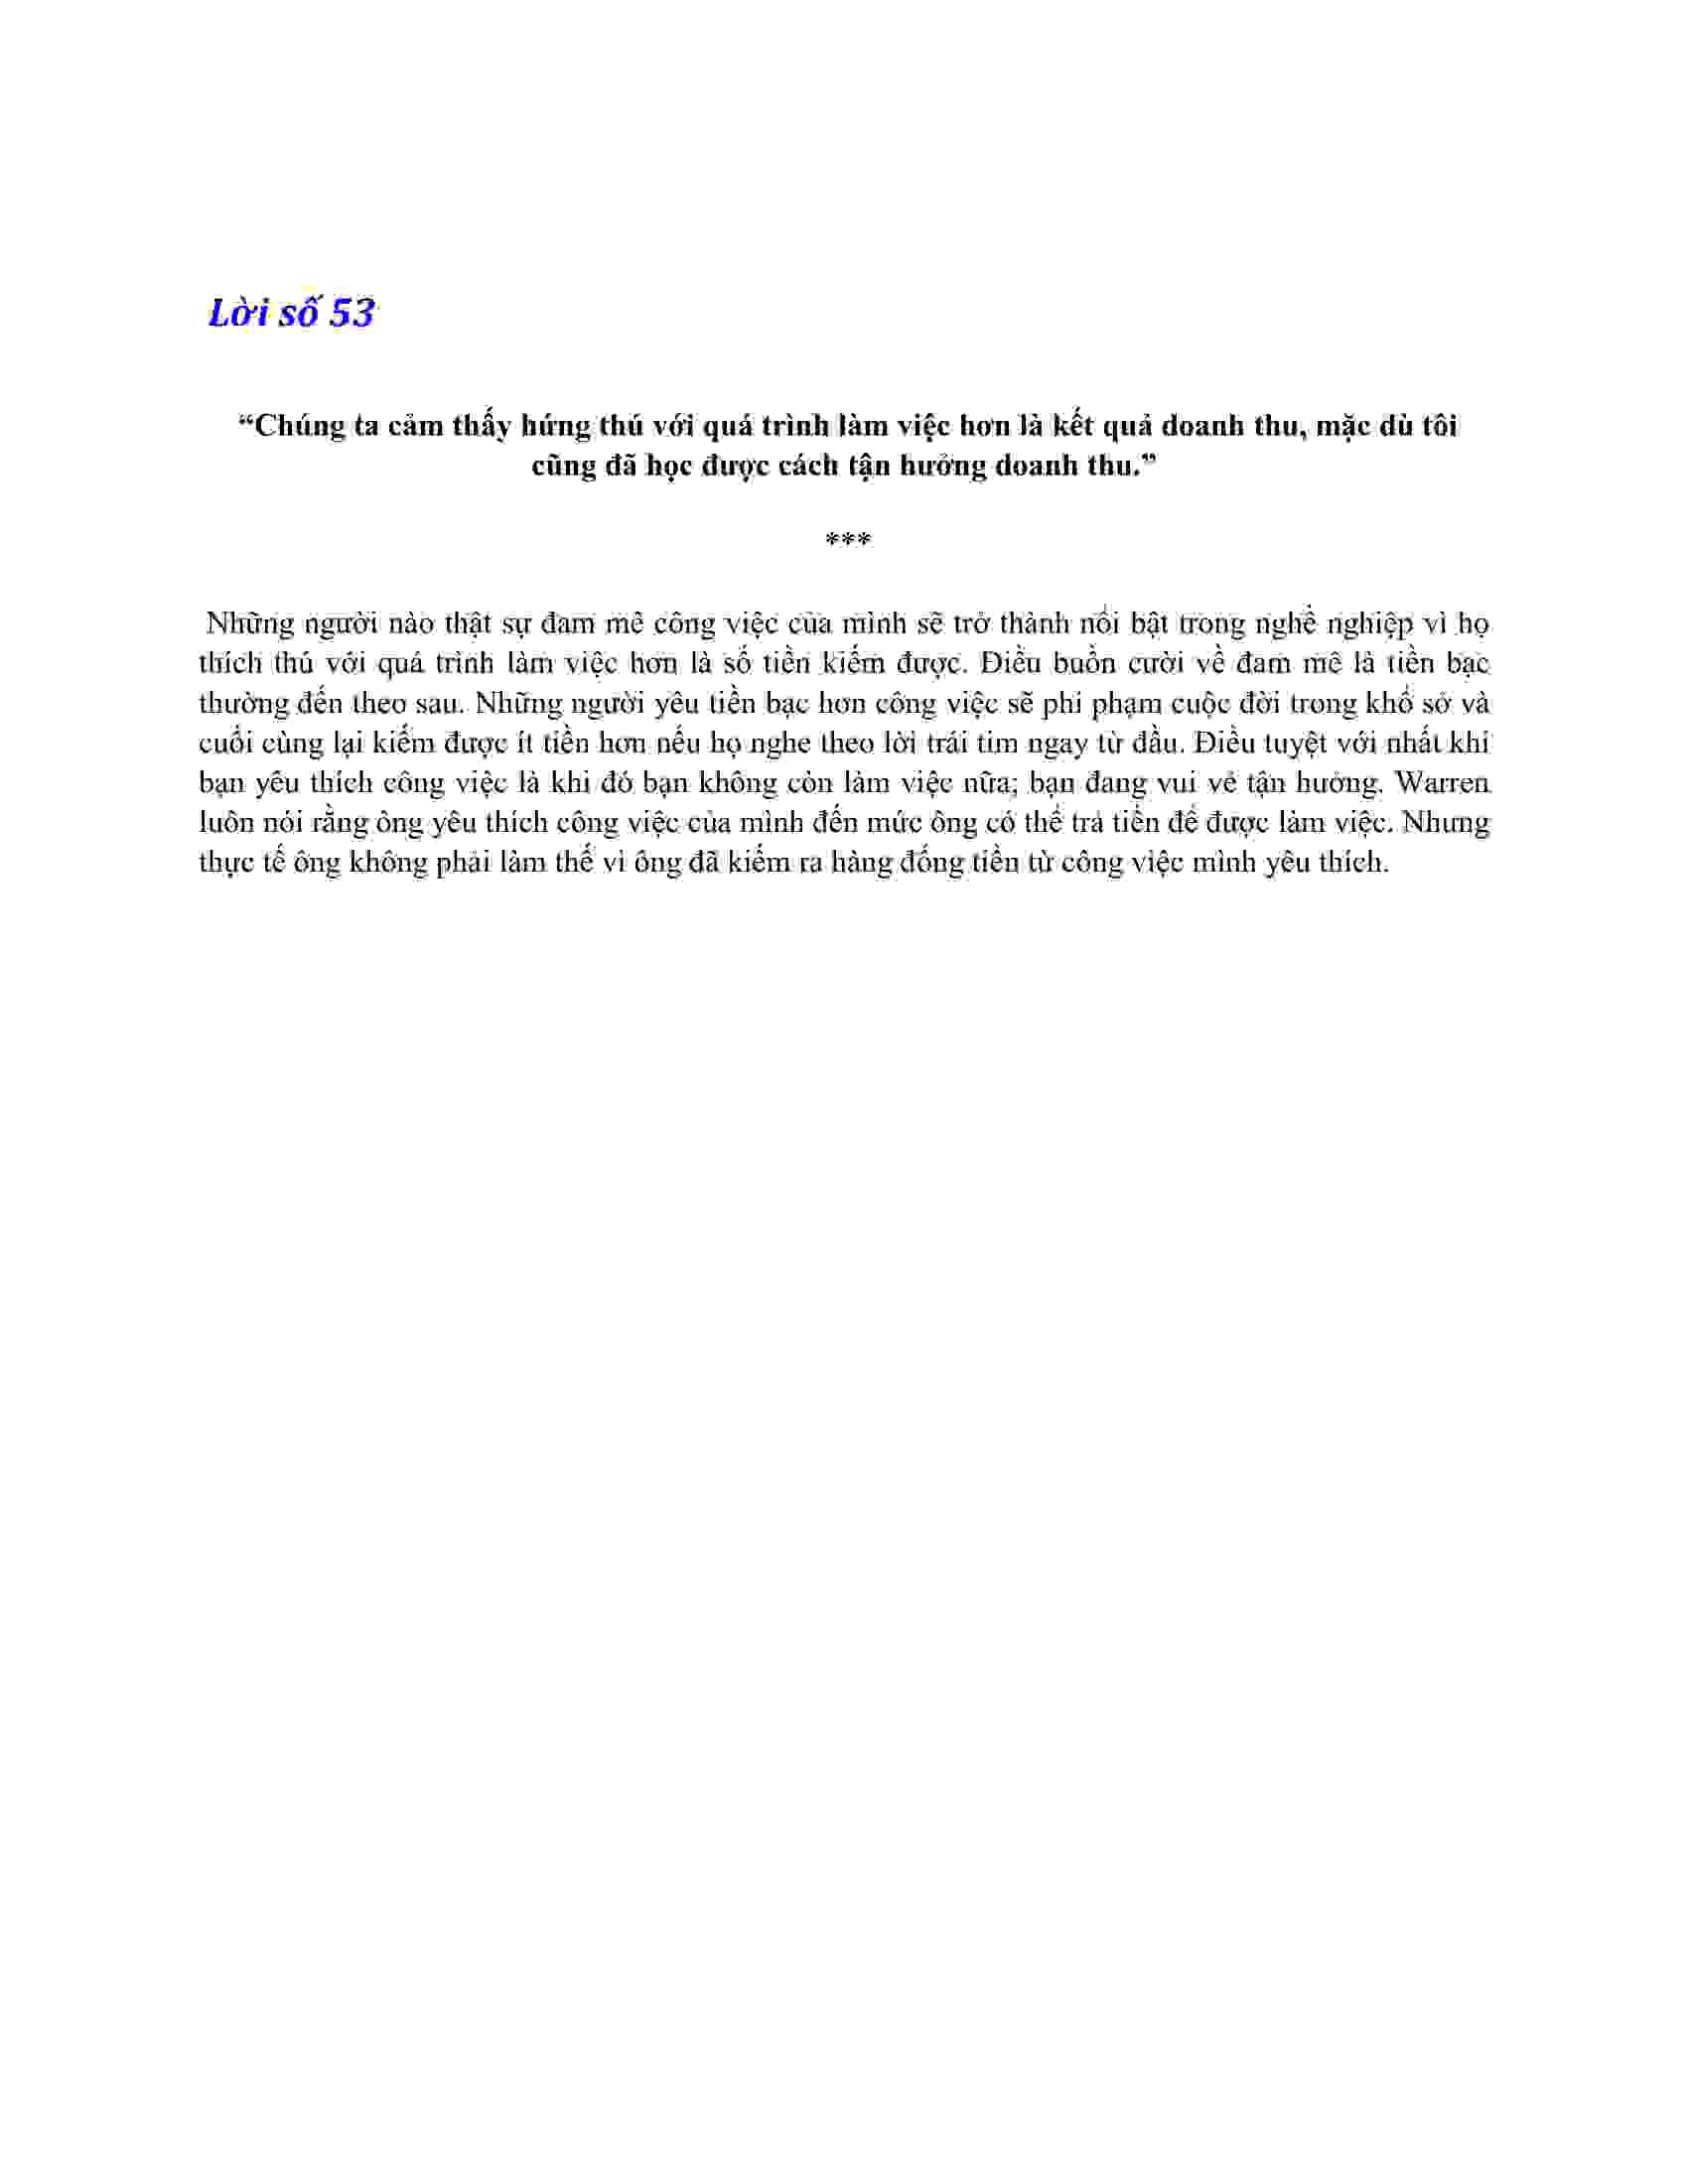 Lời số 53
“Chúng ta cảm thấy hứng thú với quá trình làm việc hơn là kết quả doanh thu, mặc dù tôi
cũng đã học được cách tận hưởng doanh thu.”
***
Những người nào thật sự đam mê công việc của mình sẽ trở thành nổi bật trong nghề nghiệp vì họ
thích thú với quá trình làm việc hơn là số tiền kiếm được. Điều buồn cười về đam mê là tiền bạc
thường đến theo sau. Những người yêu tiền bạc hơn công việc sẽ phí phạm cuộc đời trong khổ sở và
cuối cùng lại kiếm được ít tiền hơn nếu họ nghe theo lời trái tim ngay từ đầu. Điều tuyệt vời nhất khi
bạn yêu thích công việc là khi đó bạn không còn làm việc nữa; bạn đang vui vẻ tận hưởng. Warren
luôn nói rằng ông yêu thích công việc của mình đến mức ông có thể trả tiền để được làm việc. Nhưng
thực tế ông không phải làm thế vì ông đã kiếm ra hàng đống tiền từ công việc mình yêu thích.